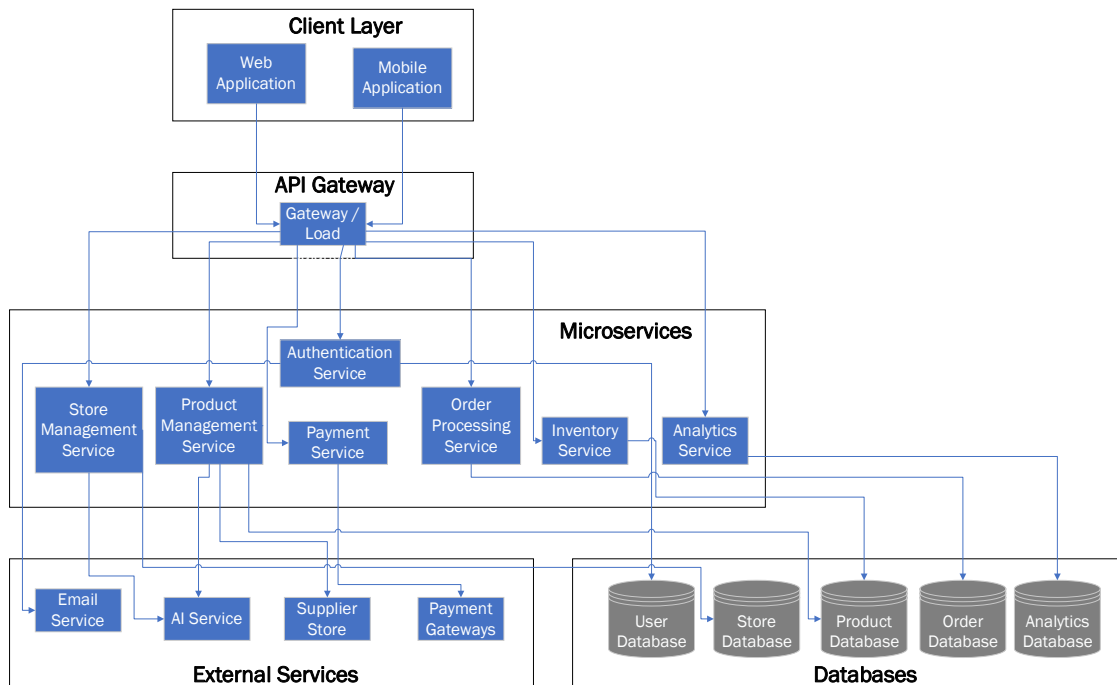 Client Layer
Web
Application
Mobile
Application
API Gateway
Gateway /
Load
Microservices
Authentication
Service
Store
Management
Service
Product
Management
Service
Payment
Service
Order
Processing
Service
Inventory
Service
Analytics
Service
Email
Service
AI Service
Supplier
Store
Payment
Gateways
External Services
User
Database
Store
Database
Product
Database
Order
Database
Analytics
Database
Databases